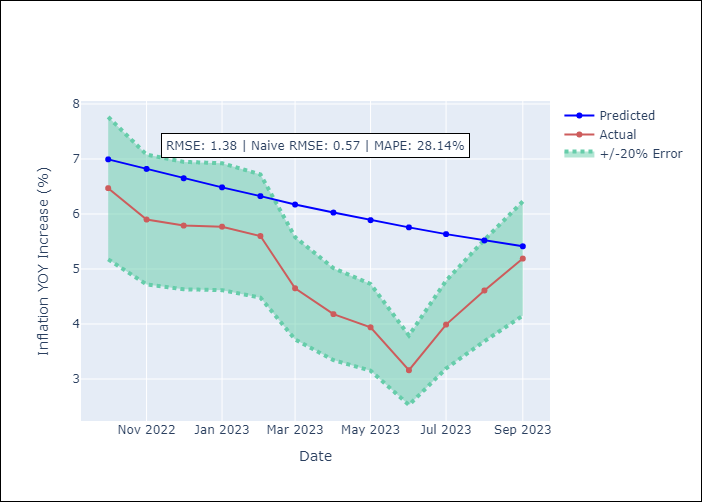 8
7
6
5
4
3
Inflation YOY Increase (%)
RMSE: 1.38 | Naive RMSE: 0.57 | MAPE: 28.14%
Predicted
Actual
+/-20% Error
Nov 2022 Jan 2023 Mar 2023 May 2023 Jul 2023 Sep 2023
Date